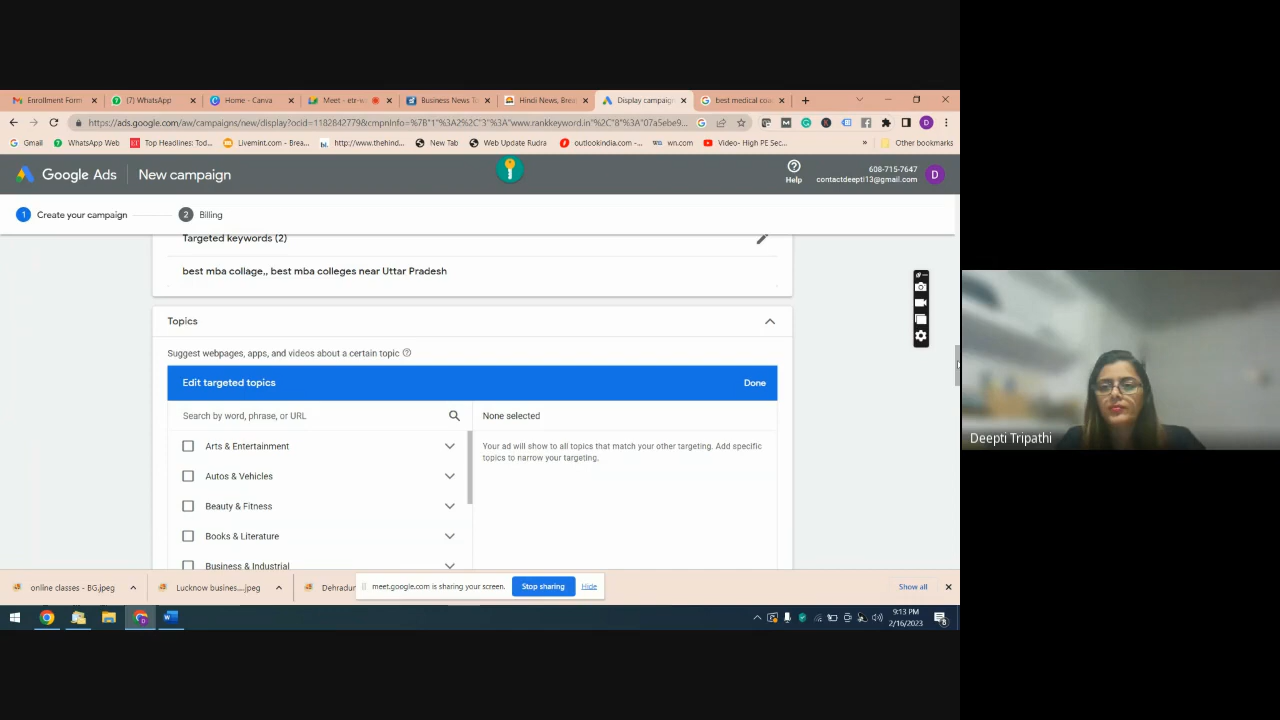 Enrollment Form
(7) WhatsApp
Home - Canva
Meet - etr-w
Business News T
Hindi News, Brea
Display campaig
best medical cou
https://ads.google.com/aw/campaigns/new/display?ocid=1182842779&cmpnInfo=%7B"1"%3A2%2C"3"%3A"www.rankkeyword.in"%2C"8"%3A"07a5ebe9...
Gmail
WhatsApp Web
Top Headlines: Tod...
Livemint.com - Brea...
http://www.thehind...
New Tab
Web Update Rudra
outlookindia.com -...
wn.com
Video- High PE Sec...
»
Other bookmarks
Google Ads
New campaign
Help
608-715-7647
contactdeepti13@gmail.com
D
1 Create your campaign
2 Billing
Targeted keywords (2)
best mba collage,, best mba colleges near Uttar Pradesh
Topics
Suggest webpages, apps, and videos about a certain topic
Edit targeted topics
Done
Search by word, phrase, or URL
None selected
Arts & Entertainment
Your ad will show to all topics that match your other targeting. Add specific
topics to narrow your targeting.
Autos & Vehicles
Beauty & Fitness
Books & Literature
Business & Industrial
Deepti Tripathi
online classes - BG.jpeg
Lucknow busines....jpeg
Dehradur
meet.google.com is sharing your screen.
Stop sharing
Hide
Show all
9:13 PM
2/16/2023